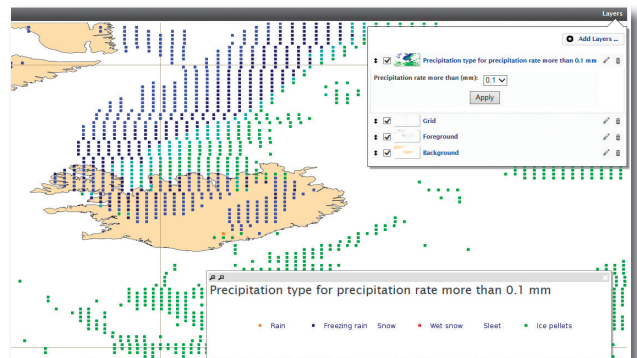 Layers
Add Layers ...
Precipitation type for precipitation rate more than 0.1 mm
Precipitation rate more than (mm): 0.1
Apply
Grid
Foreground
Background
Precipitation type for precipitation rate more than 0.1 mm
Rain Freezing rain Snow Wet snow Sleet Ice pellets